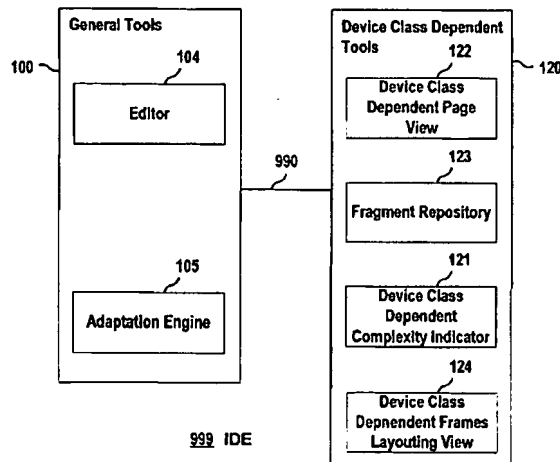 General Tools
100
104
Editor
105
Adaptation Engine
990
Device Class Dependent
Tools
120
122
Device Class
Dependent Page
View
123
Fragment Repository
121
Device Class
Dependent
Complexity Indicator
124
Device Class
Depnendent Frames
Layouting View
999 IDE